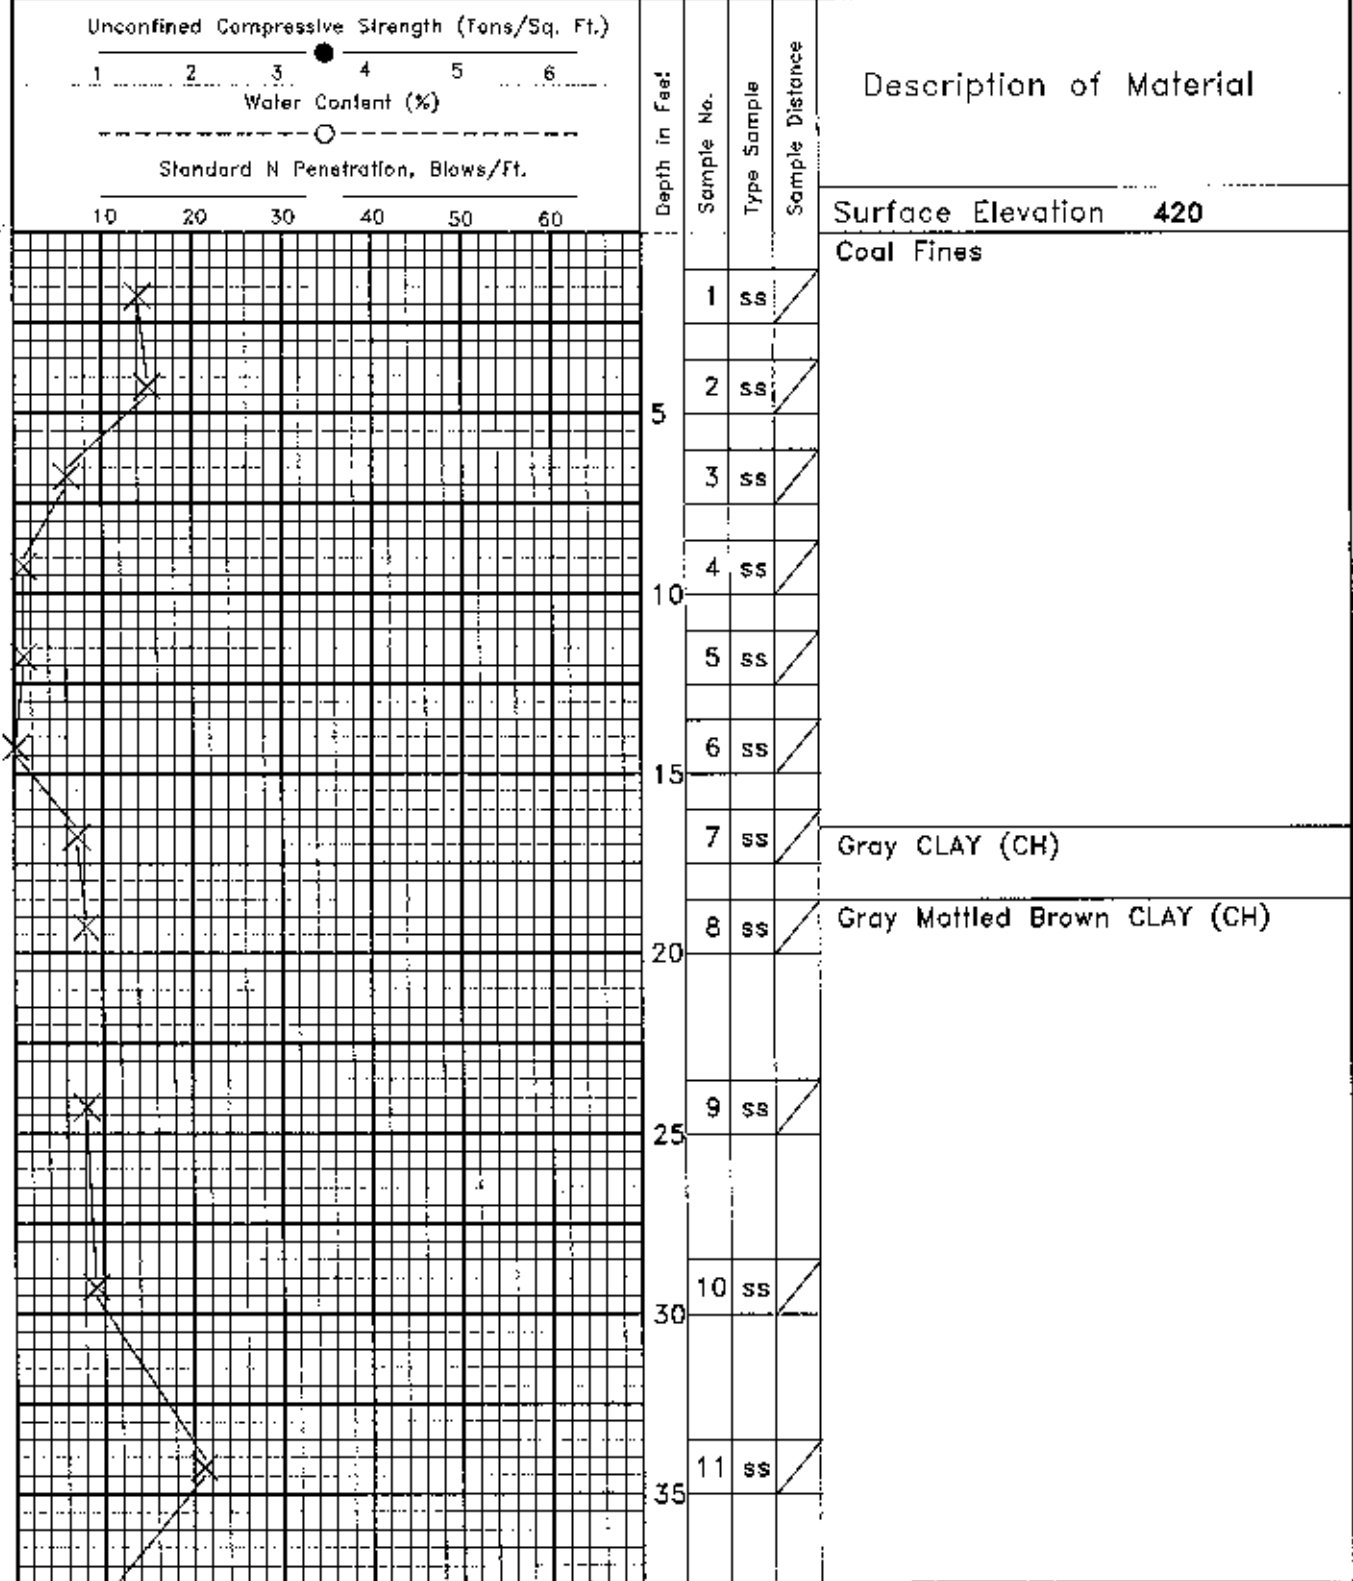 Unconfined Compressive Strength (Tons/Sq. Ft.)
1 2 3 4 5 6
Water Content (%)
Standard N Penetration, Blows/Ft.
10 20 30 40 50 60
Depth in Feet
Sample No.
Type Sample
Sample Distance
Description of Material
Surface Elevation 420
Coal Fines
1 ss
2 ss
5
3 ss
4 ss
10
5 ss
6 ss
15
7 ss
Gray CLAY (CH)
8 ss
Gray Mottled Brown CLAY (CH)
20
9 ss
25
10 ss
30
11 ss
35